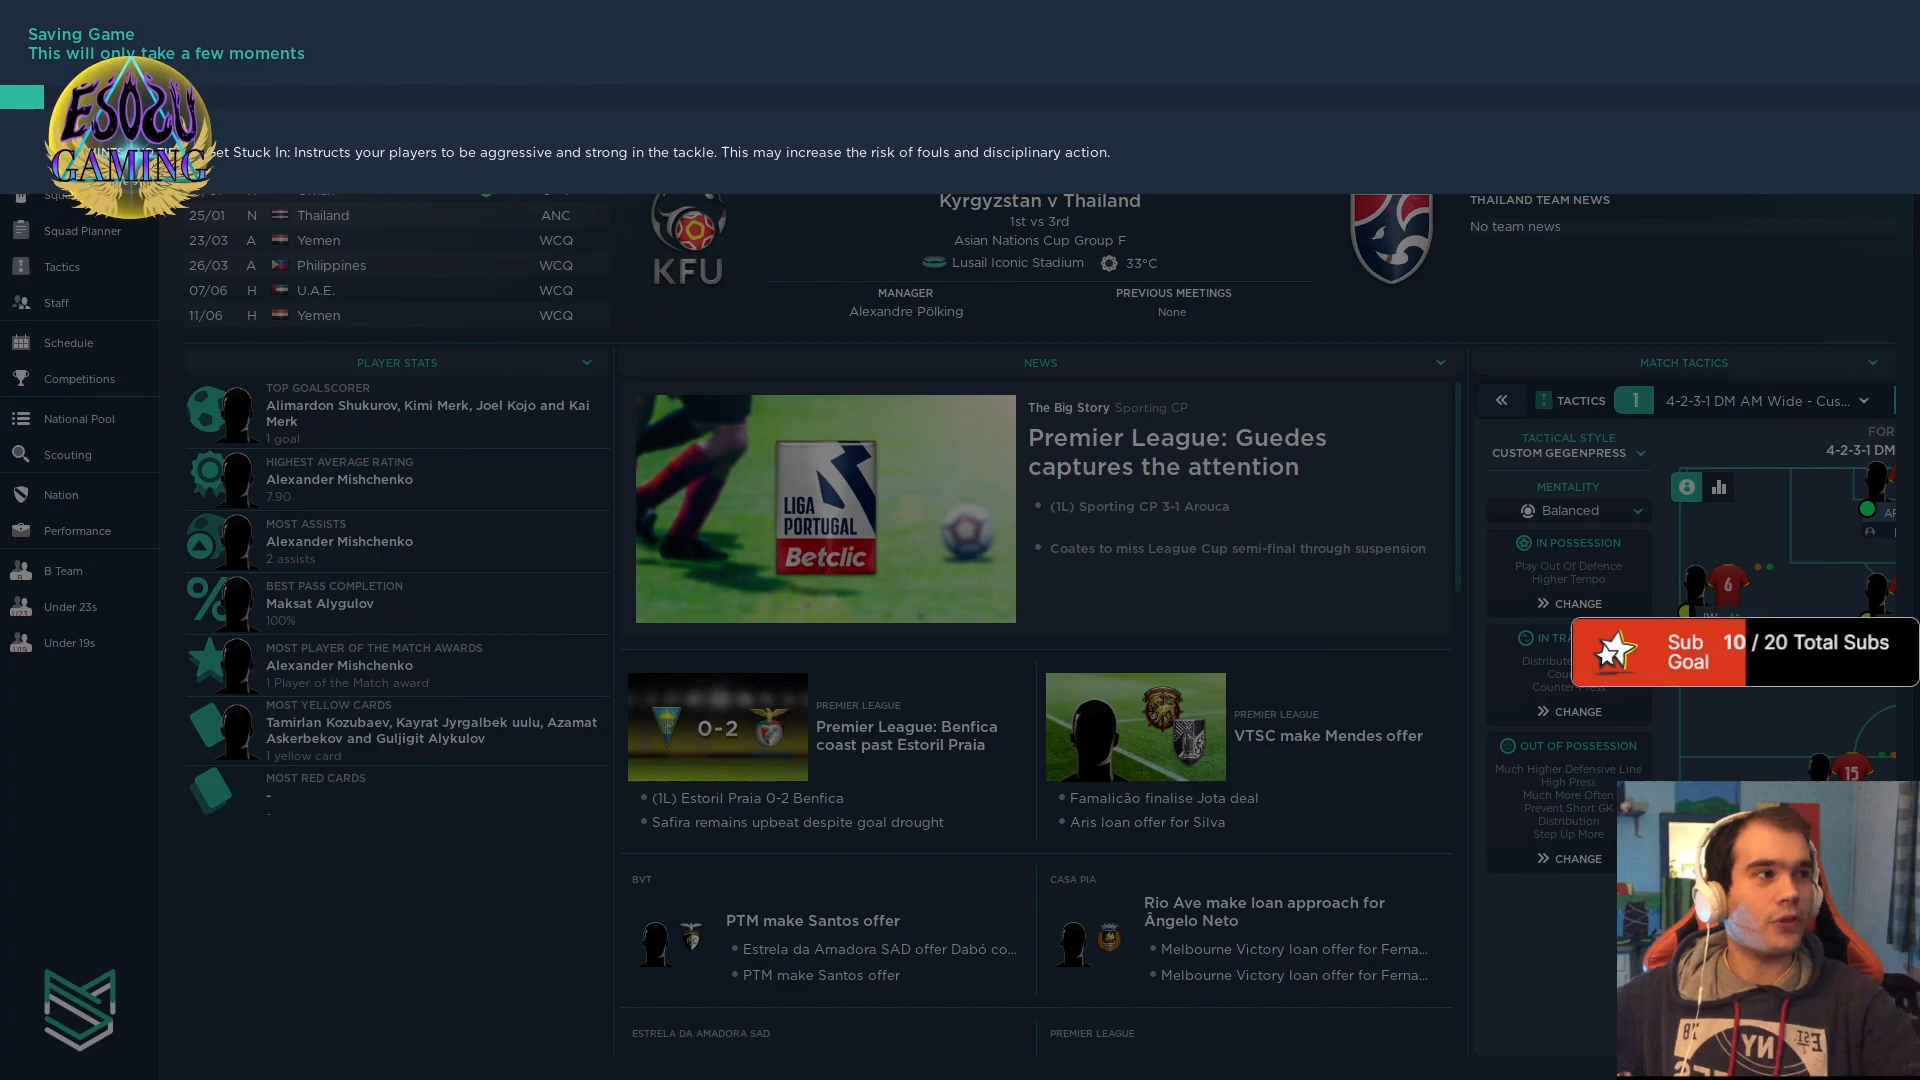 Saving Game
This will only take a few moments
ESOZU
GAMING
Get Stuck In: Instructs your players to be aggressive and strong in the tackle. This may increase the risk of fouls and disciplinary action.
Squad Planner
Tactics
Staff
Schedule
Competitions
National Pool
Scouting
Nation
Performance
B Team
Under 23s
Under 19s
25/01 N Thailand ANC
23/03 A Yemen WCQ
26/03 A Philippines WCQ
07/06 H U.A.E. WCQ
11/06 H Yemen WCQ
KFU
Kyrgyzstan v Thailand
1st vs 3rd
Asian Nations Cup Group F
Lusail Iconic Stadium 33°C
MANAGER
Alexandre Pölking
PREVIOUS MEETINGS
None
THAILAND TEAM NEWS
No team news
PLAYER STATS
TOP GOALSCORER
Alimardon Shukurov, Kimi Merk, Joel Kojo and Kai
Merk
1 goal
HIGHEST AVERAGE RATING
Alexander Mishchenko
7.90
MOST ASSISTS
Alexander Mishchenko
2 assists
BEST PASS COMPLETION
Maksat Alygulov
100%
MOST PLAYER OF THE MATCH AWARDS
Alexander Mishchenko
1 Player of the Match award
MOST YELLOW CARDS
Tamirlan Kozubaev, Kayrat Jyrgalbek uulu, Azamat
Askerbekov and Guljigit Alykulov
1 yellow card
MOST RED CARDS
-
-
NEWS
LIGA
PORTUGAL
Betclic
The Big Story Sporting CP
Premier League: Guedes
captures the attention
(1L) Sporting CP 3-1 Arouca
Coates to miss League Cup semi-final through suspension
0-2
PREMIER LEAGUE
Premier League: Benfica
coast past Estoril Praia
(1L) Estoril Praia 0-2 Benfica
Safira remains upbeat despite goal drought
PREMIER LEAGUE
VTSC make Mendes offer
Famalicão finalise Jota deal
Aris loan offer for Silva
BVT
PTM make Santos offer
Estrela da Amadora SAD offer Dabó co...
PTM make Santos offer
CASA PIA
Rio Ave make loan approach for
Ângelo Neto
Melbourne Victory loan offer for Ferna...
Melbourne Victory loan offer for Ferna...
ESTRELA DA AMADORA SAD
PREMIER LEAGUE
MATCH TACTICS
TACTICS 1 4-2-3-1 DM AM Wide - Cus...
TACTICAL STYLE
CUSTOM GEGENPRESS
FOR
4-2-3-1 DM
MENTALITY
Balanced
IN POSSESSION
Play Out Of Defence
Higher Tempo
CHANGE
6
IN TRA
Distribute
Cou
Counter-Press
CHANGE
Sub
Goal
10 / 20 Total Subs
OUT OF POSSESSION
Much Higher Defensive Line
High Press
Much More Often
Prevent Short GK
Distribution
Step Up More
CHANGE
15
NY